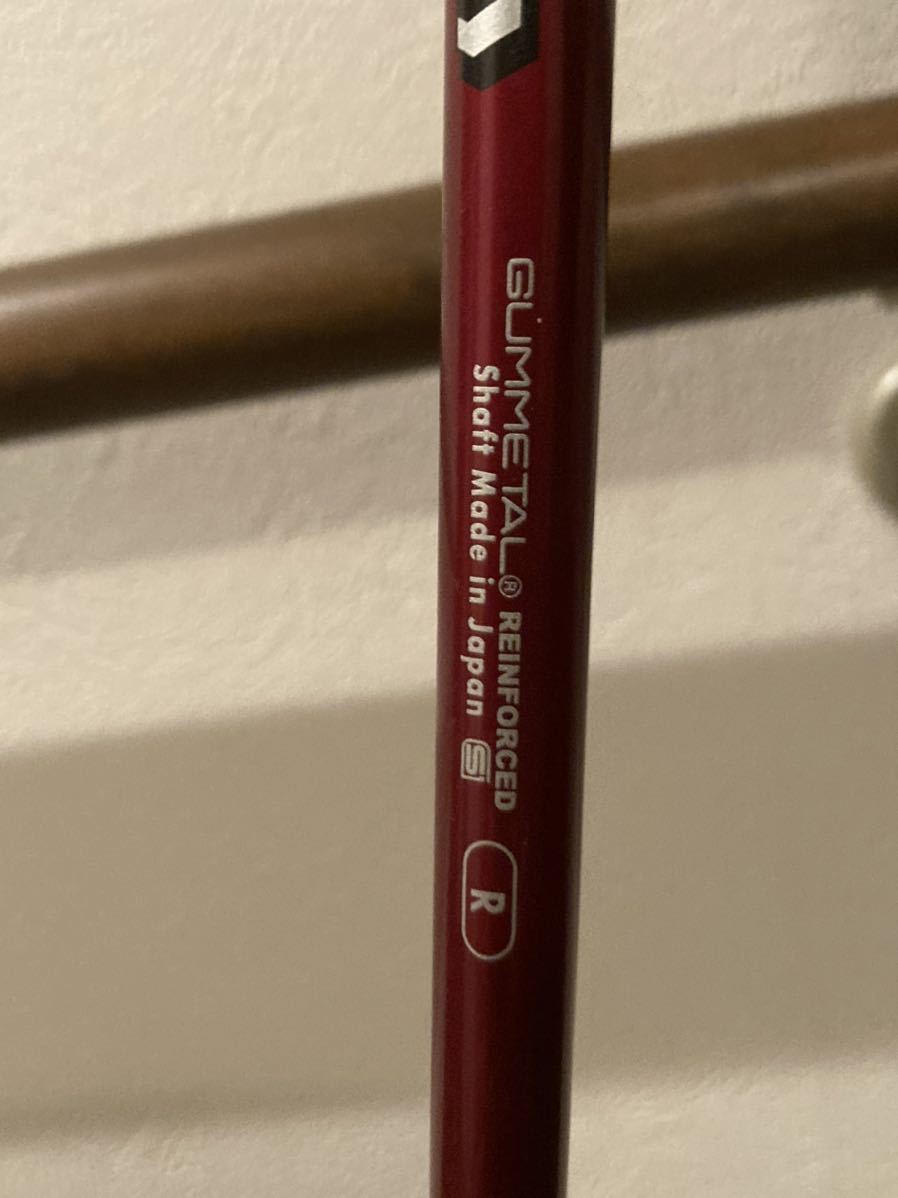 GUMMETAL® REINFORCED
Shaft Made in Japan
R